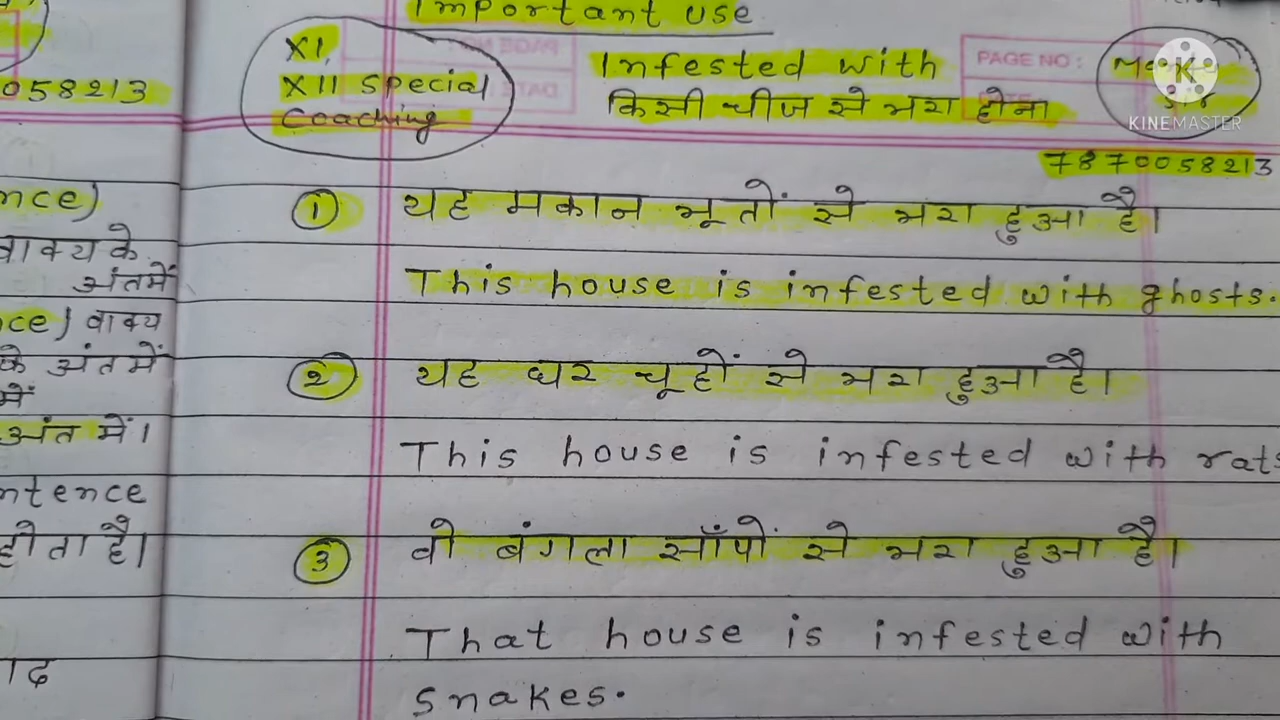 Important use
XI,
XII Special
Coaching
Infested with
किसी चीज से भरा होना
PAGE NO :
KINEMASTER
7870058213
058213
① यह मकान भूतों से भरा हुआ है।
This house is infested with ghosts.
② यह घर चूहों से भरा हुआ है।
This house is infested with rats
③ वो बंगला साँपों से भरा हुआ है।
That house is infested with
snakes.
nce)
वाक्य के
अंत में
nce) वाक्य
के अंत में
में
अंत में।
ntence
होता है।